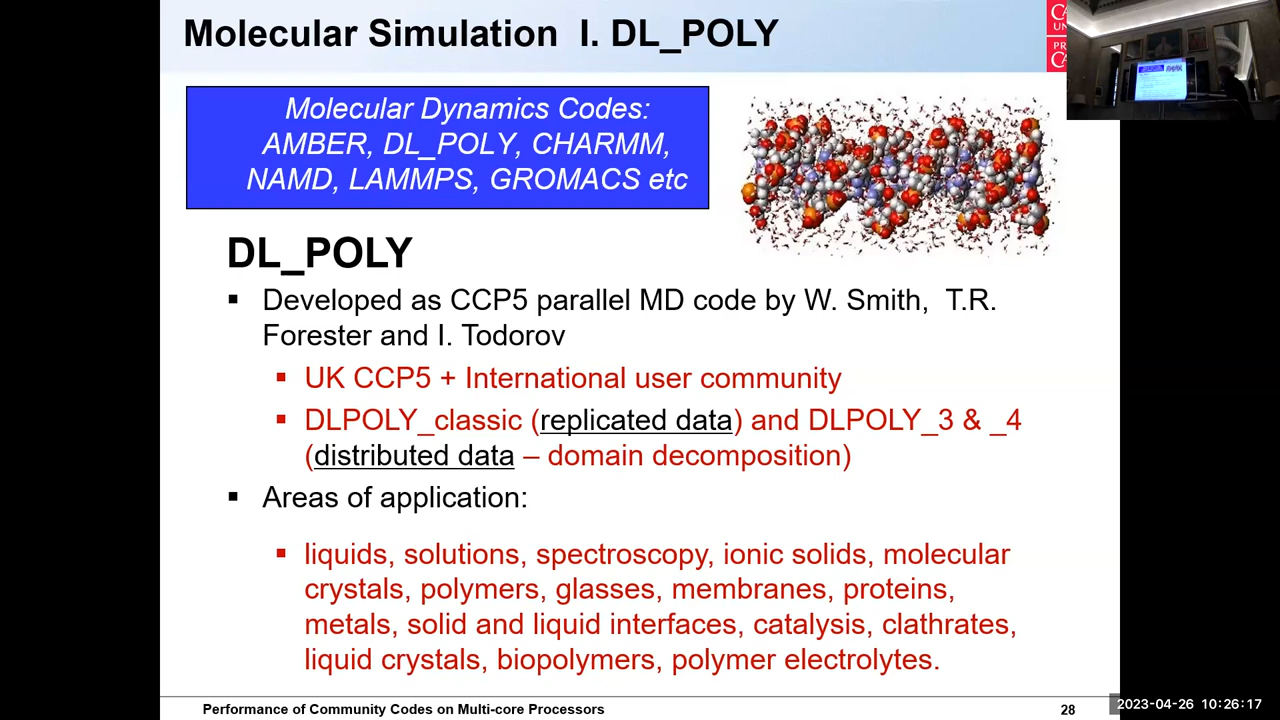 Molecular Simulation I. DL_POLY
CA
UN
PR
CA
Molecular Dynamics Codes:
AMBER, DL_POLY, CHARMM,
NAMD, LAMMPS, GROMACS etc
DL_POLY
▪ Developed as CCP5 parallel MD code by W. Smith, T.R.
Forester and I. Todorov
▪ UK CCP5 + International user community
▪ DLPOLY_classic (replicated data) and DLPOLY_3 & _4
(distributed data – domain decomposition)
▪ Areas of application:
▪ liquids, solutions, spectroscopy, ionic solids, molecular
crystals, polymers, glasses, membranes, proteins,
metals, solid and liquid interfaces, catalysis, clathrates,
liquid crystals, biopolymers, polymer electrolytes.
Performance of Community Codes on Multi-core Processors
28
2023-04-26 10:26:17